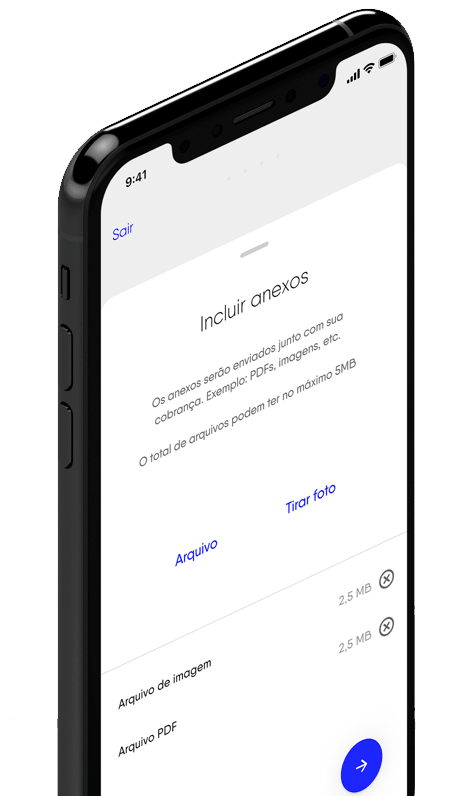 9:41
Sair
Incluir anexos
Os anexos serão enviados junto com sua
cobrança. Exemplo: PDFs, imagens, etc.
O total de arquivos podem ter no máximo 5MB
Arquivo
Tirar foto
Arquivo de imagem
2,5 MB
Arquivo PDF
2,5 MB